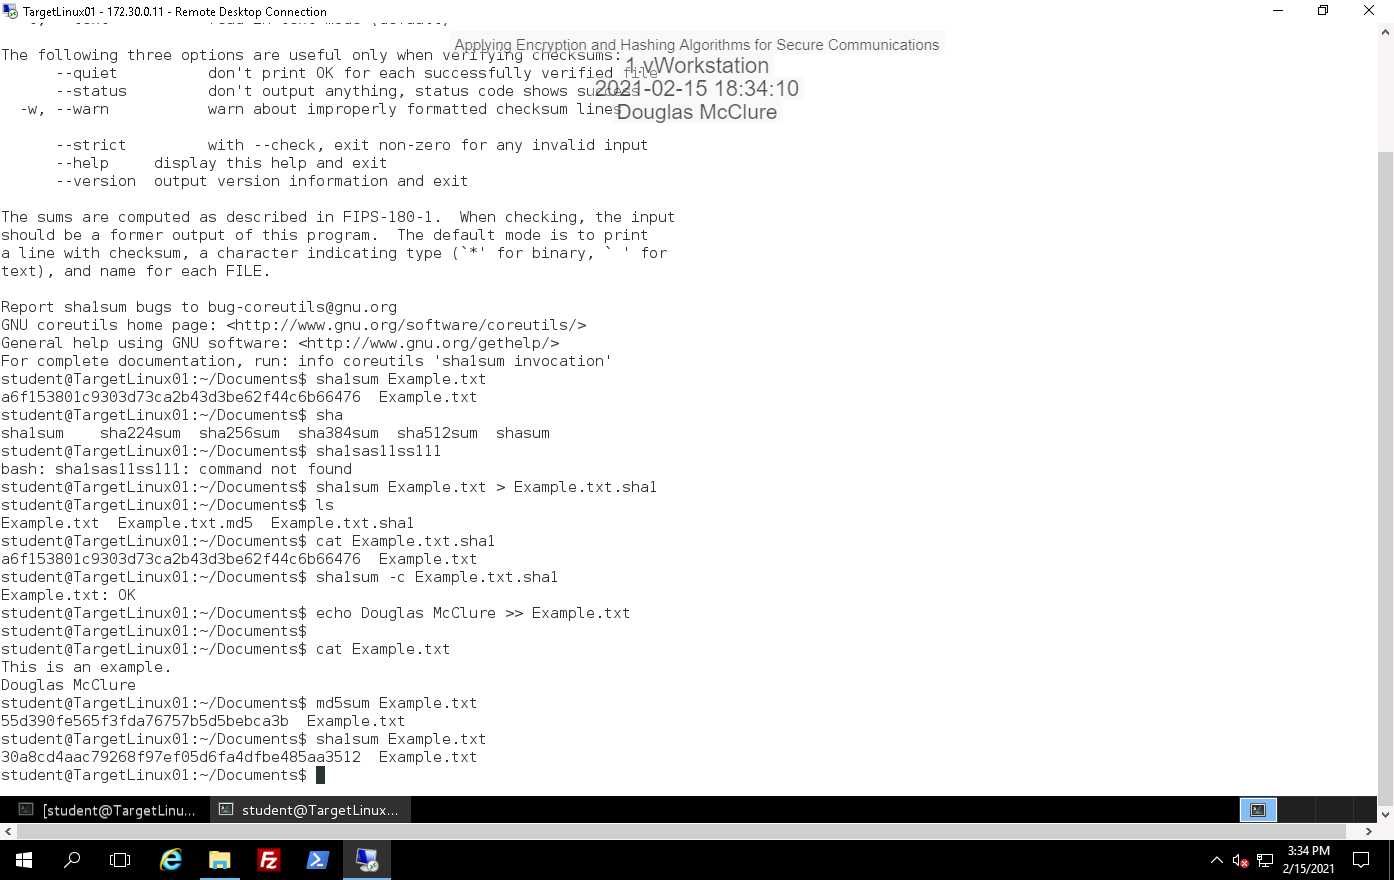 TargetLinux01 - 172.30.0.11 - Remote Desktop Connection
Applying Encryption and Hashing Algorithms for Secure Communications
1 vWorkstation
2021-02-15 18:34:10
Douglas McClure
The following three options are useful only when verifying checksums:
--quiet don't print OK for each successfully verified file
--status don't output anything, status code shows success
-w, --warn warn about improperly formatted checksum lines
--strict with --check, exit non-zero for any invalid input
--help display this help and exit
--version output version information and exit
The sums are computed as described in FIPS-180-1. When checking, the input
should be a former output of this program. The default mode is to print
a line with checksum, a character indicating type (`*' for binary, ` ' for
text), and name for each FILE.
Report sha1sum bugs to bug-coreutils@gnu.org
GNU coreutils home page: <http://www.gnu.org/software/coreutils/>
General help using GNU software: <http://www.gnu.org/gethelp/>
For complete documentation, run: info coreutils 'sha1sum invocation'
student@TargetLinux01:~/Documents$ sha1sum Example.txt
a6f153801c9303d73ca2b43d3be62f44c6b66476 Example.txt
student@TargetLinux01:~/Documents$ sha
sha1sum sha224sum sha256sum sha384sum sha512sum shasum
student@TargetLinux01:~/Documents$ sha1sas11ss111
bash: sha1sas11ss111: command not found
student@TargetLinux01:~/Documents$ sha1sum Example.txt > Example.txt.sha1
student@TargetLinux01:~/Documents$ ls
Example.txt Example.txt.md5 Example.txt.sha1
student@TargetLinux01:~/Documents$ cat Example.txt.sha1
a6f153801c9303d73ca2b43d3be62f44c6b66476 Example.txt
student@TargetLinux01:~/Documents$ sha1sum -c Example.txt.sha1
Example.txt: OK
student@TargetLinux01:~/Documents$ echo Douglas McClure >> Example.txt
student@TargetLinux01:~/Documents$
student@TargetLinux01:~/Documents$ cat Example.txt
This is an example.
Douglas McClure
student@TargetLinux01:~/Documents$ md5sum Example.txt
55d390fe565f3fda76757b5d5bebca3b Example.txt
student@TargetLinux01:~/Documents$ sha1sum Example.txt
30a8cd4aac79268f97ef05d6fa4dfbe485aa3512 Example.txt
student@TargetLinux01:~/Documents$
[student@TargetLinu... student@TargetLinux...
3:34 PM
2/15/2021